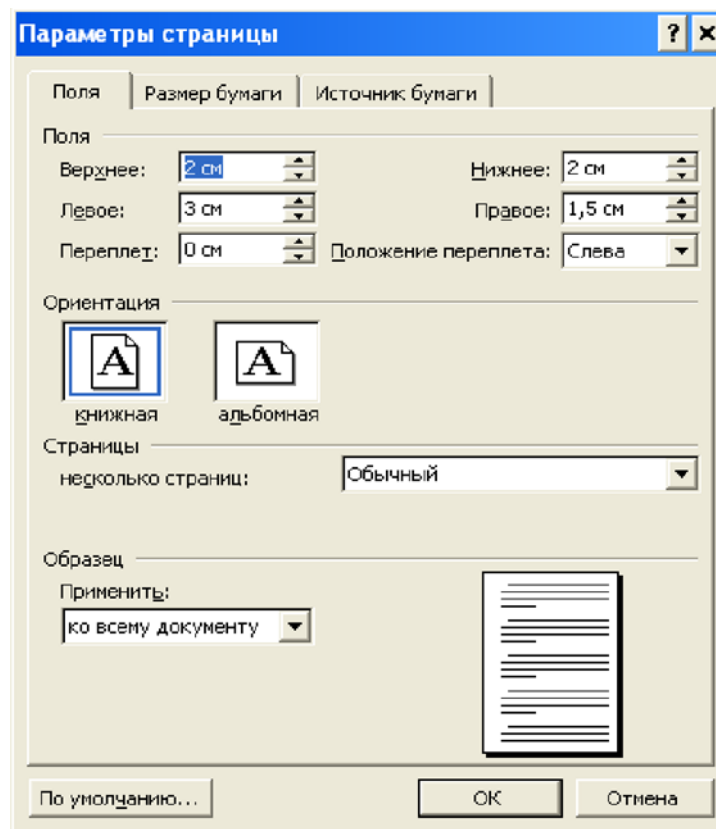 Параметры страницы ? ×
Поля Размер бумаги Источник бумаги
Поля
Верхнее: 2 см Нижнее: 2 см
Левое: 3 см Правое: 1,5 см
Переплет: 0 см Положение переплета: Слева
Ориентация
A A
книжная альбомная
Страницы
несколько страниц: Обычный
Образец
Применить:
ко всему документу
По умолчанию... ОК Отмена